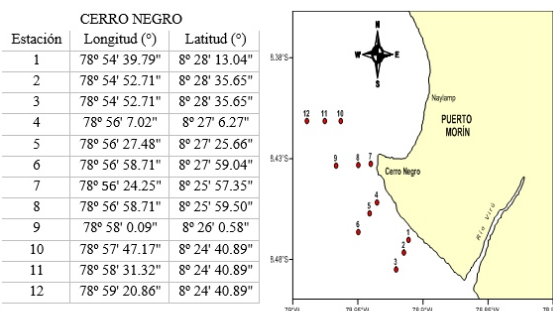 CERRO NEGRO
Estación Longitud (°) Latitud (°)
1 78º 54' 39.79" 8º 28' 13.04"
2 78º 54' 52.71" 8º 28' 35.65"
3 78º 54' 52.71" 8º 28' 35.65"
4 78º 56' 7.02" 8º 27' 6.27"
5 78º 56' 27.48" 8º 27' 25.66"
6 78º 56' 58.71" 8º 27' 59.04"
7 78º 56' 24.25" 8º 25' 57.35"
8 78º 56' 58.71" 8º 25' 59.50"
9 78º 58' 0.09" 8º 26' 0.58"
10 78º 57' 47.17" 8º 24' 40.89"
11 78º 58' 31.32" 8º 24' 40.89"
12 78º 59' 20.86" 8º 24' 40.89"
N
W E
S
Naylamp
PUERTO
MORÍN
12 11 10
9 8 7
Cerro Negro
4
5
6
1
2
3
Río Virú